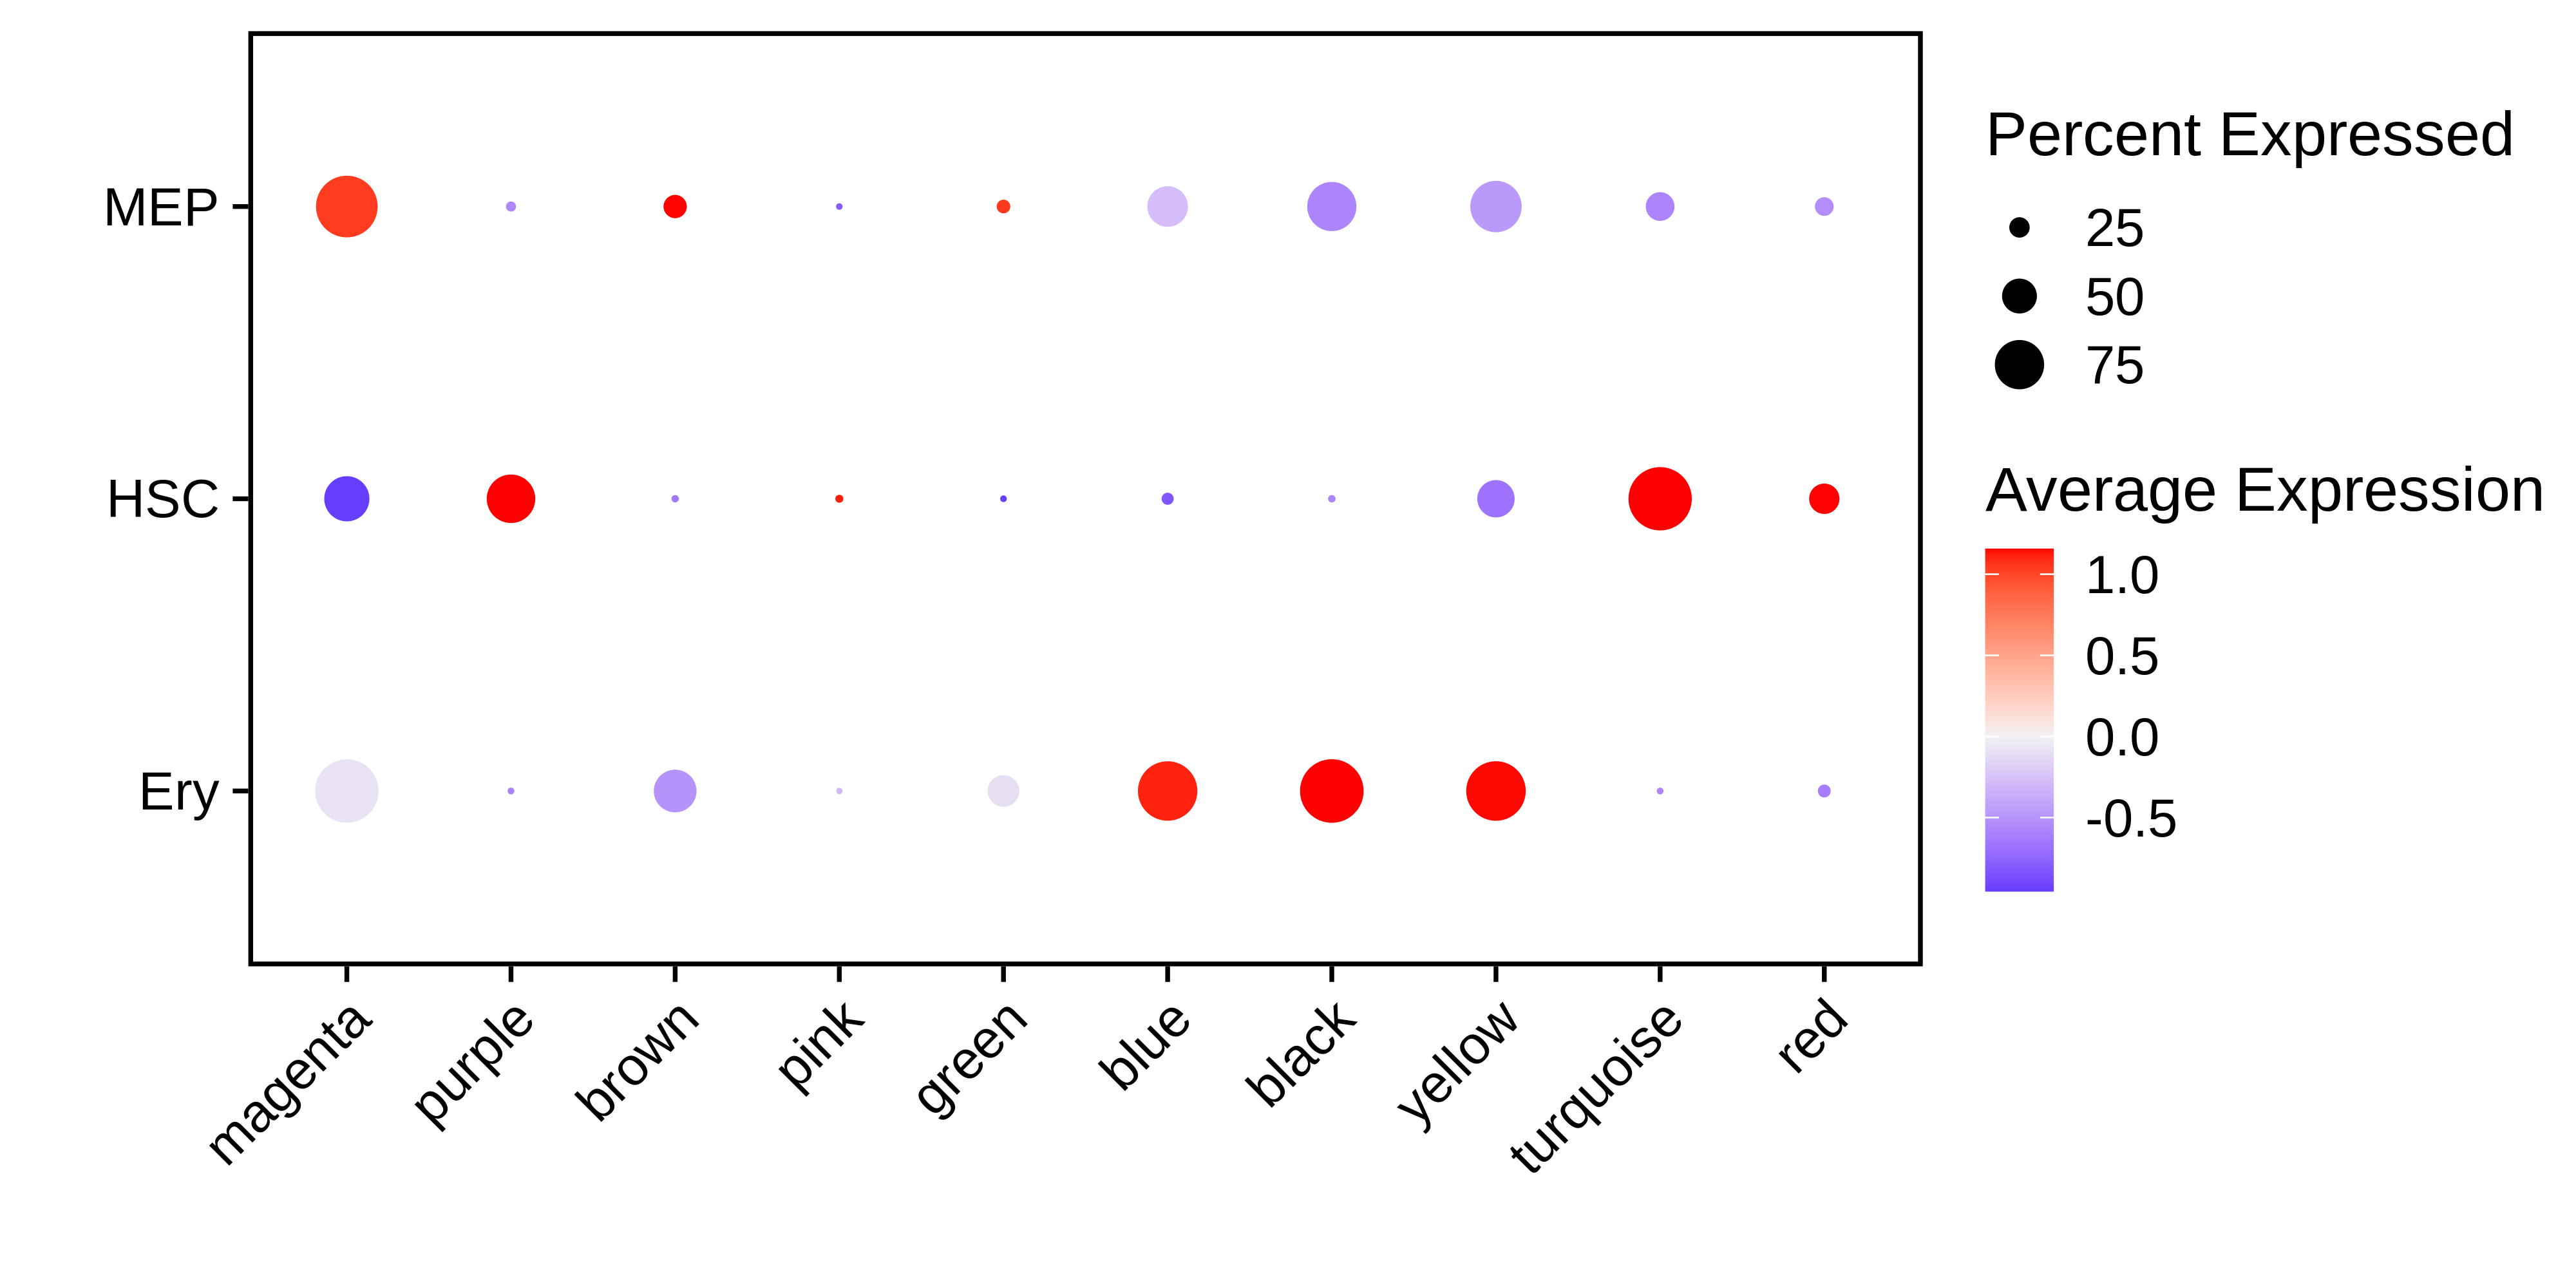 MEP
HSC
Ery
magenta
purple
brown
pink
green
blue
black
yellow
turquoise
red
Percent Expressed
25
50
75
Average Expression
1.0
0.5
0.0
-0.5